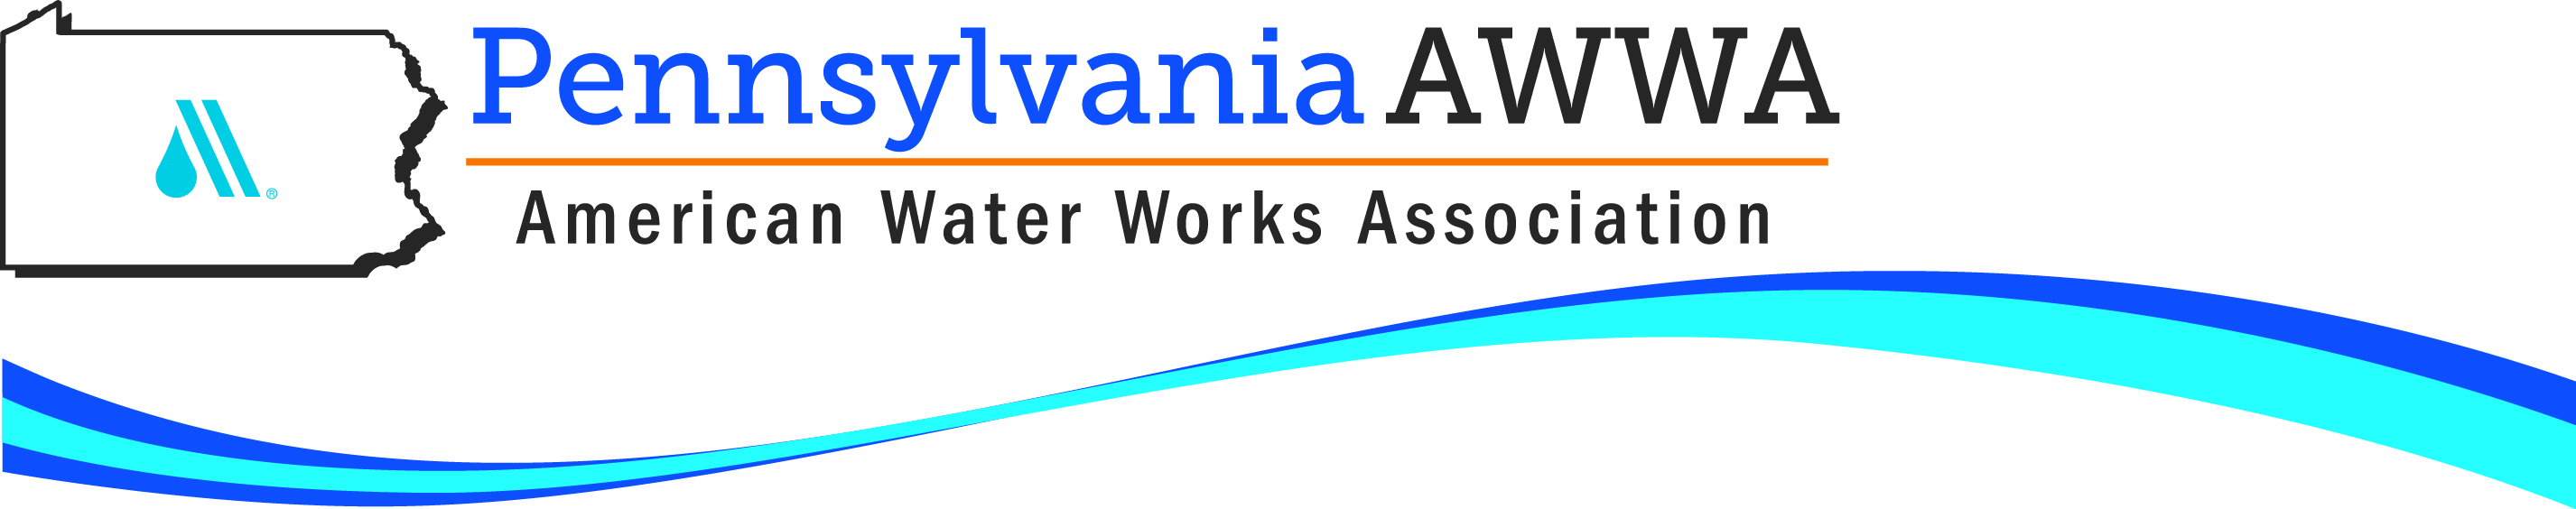 Pennsylvania AWWA
American Water Works Association
®